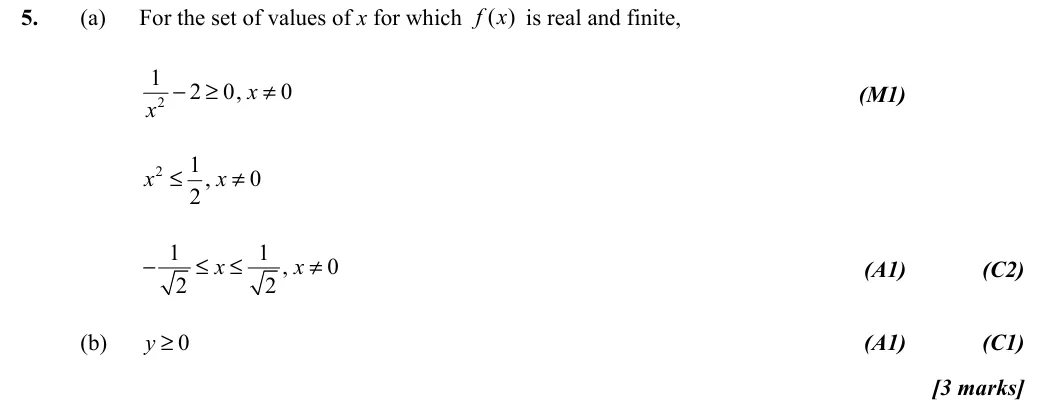 5. (a) For the set of values of x for which f(x) is real and finite,
1/x² − 2 ≥ 0, x ≠ 0 (M1)
x² ≤ 1/2, x ≠ 0
−1/√2 ≤ x ≤ 1/√2, x ≠ 0 (A1) (C2)
(b) y ≥ 0 (A1) (C1)
[3 marks]